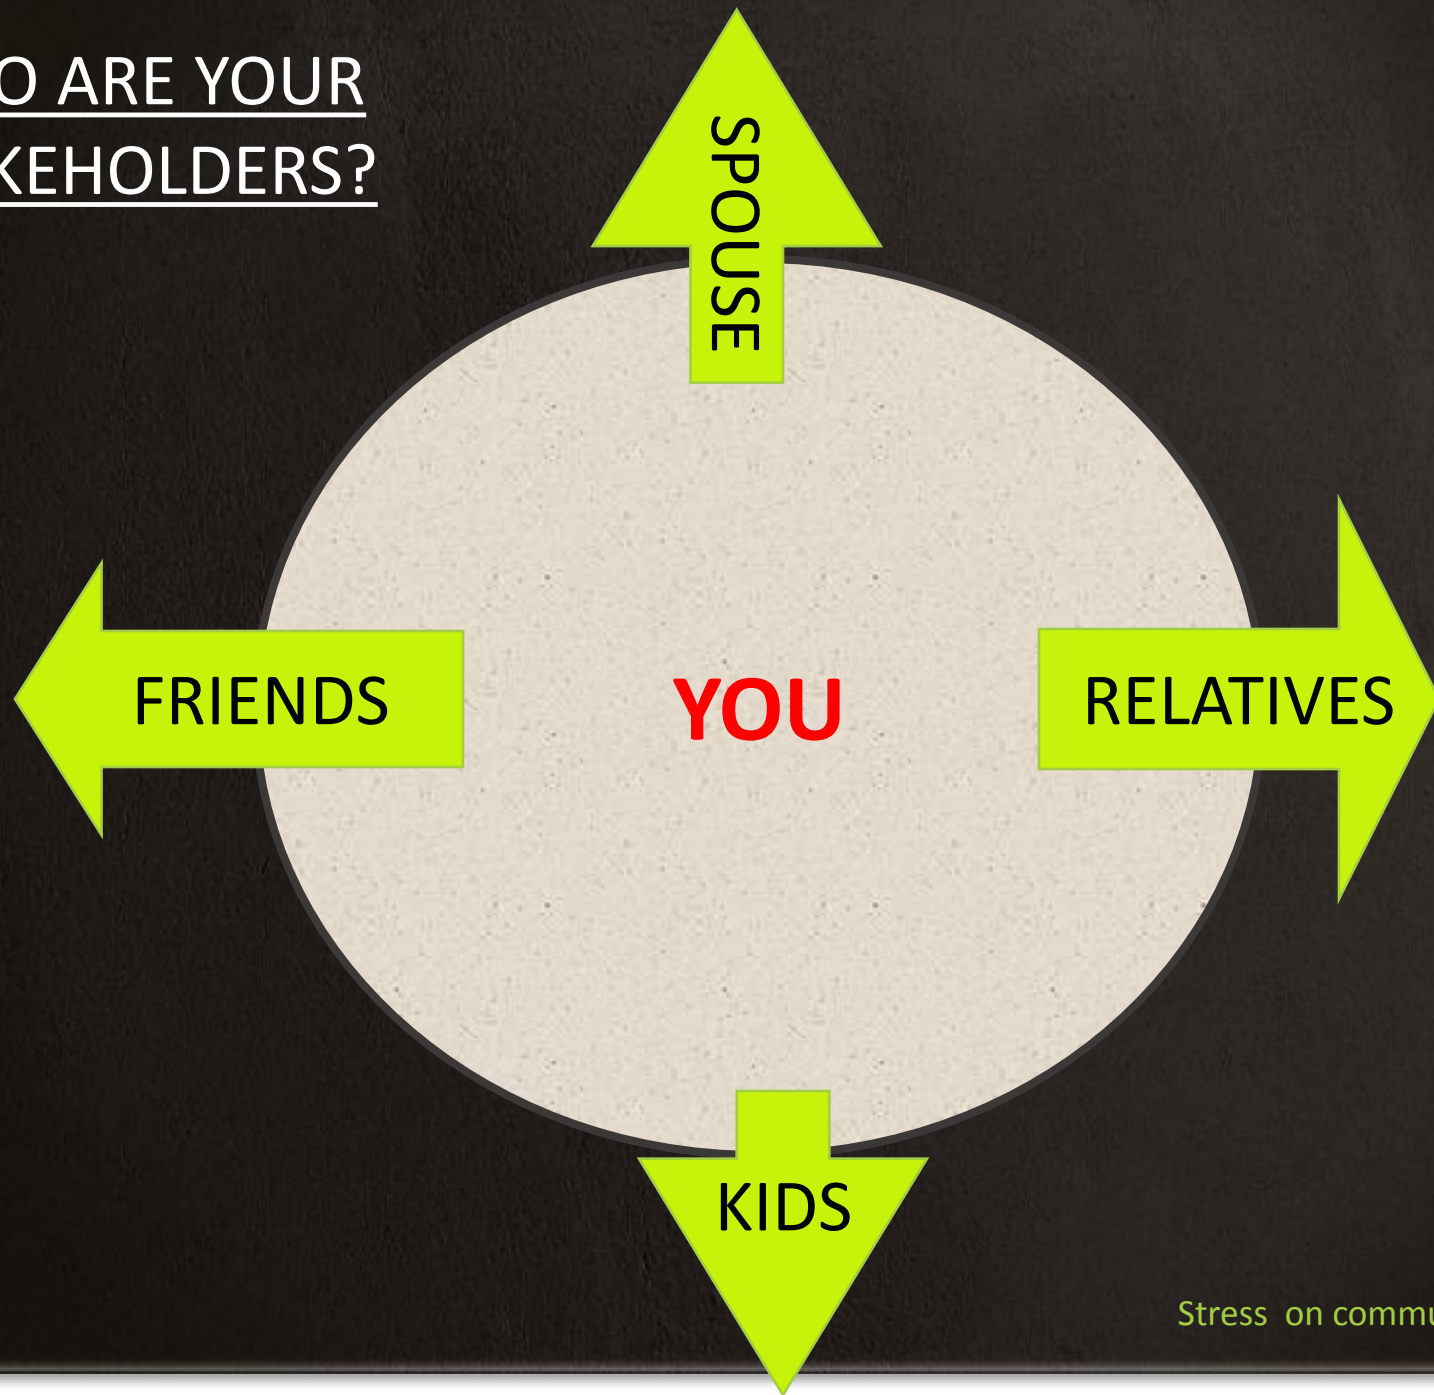 O ARE YOUR
KEHOLDERS?
SPOUSE
FRIENDS
YOU
RELATIVES
KIDS
Stress on commu